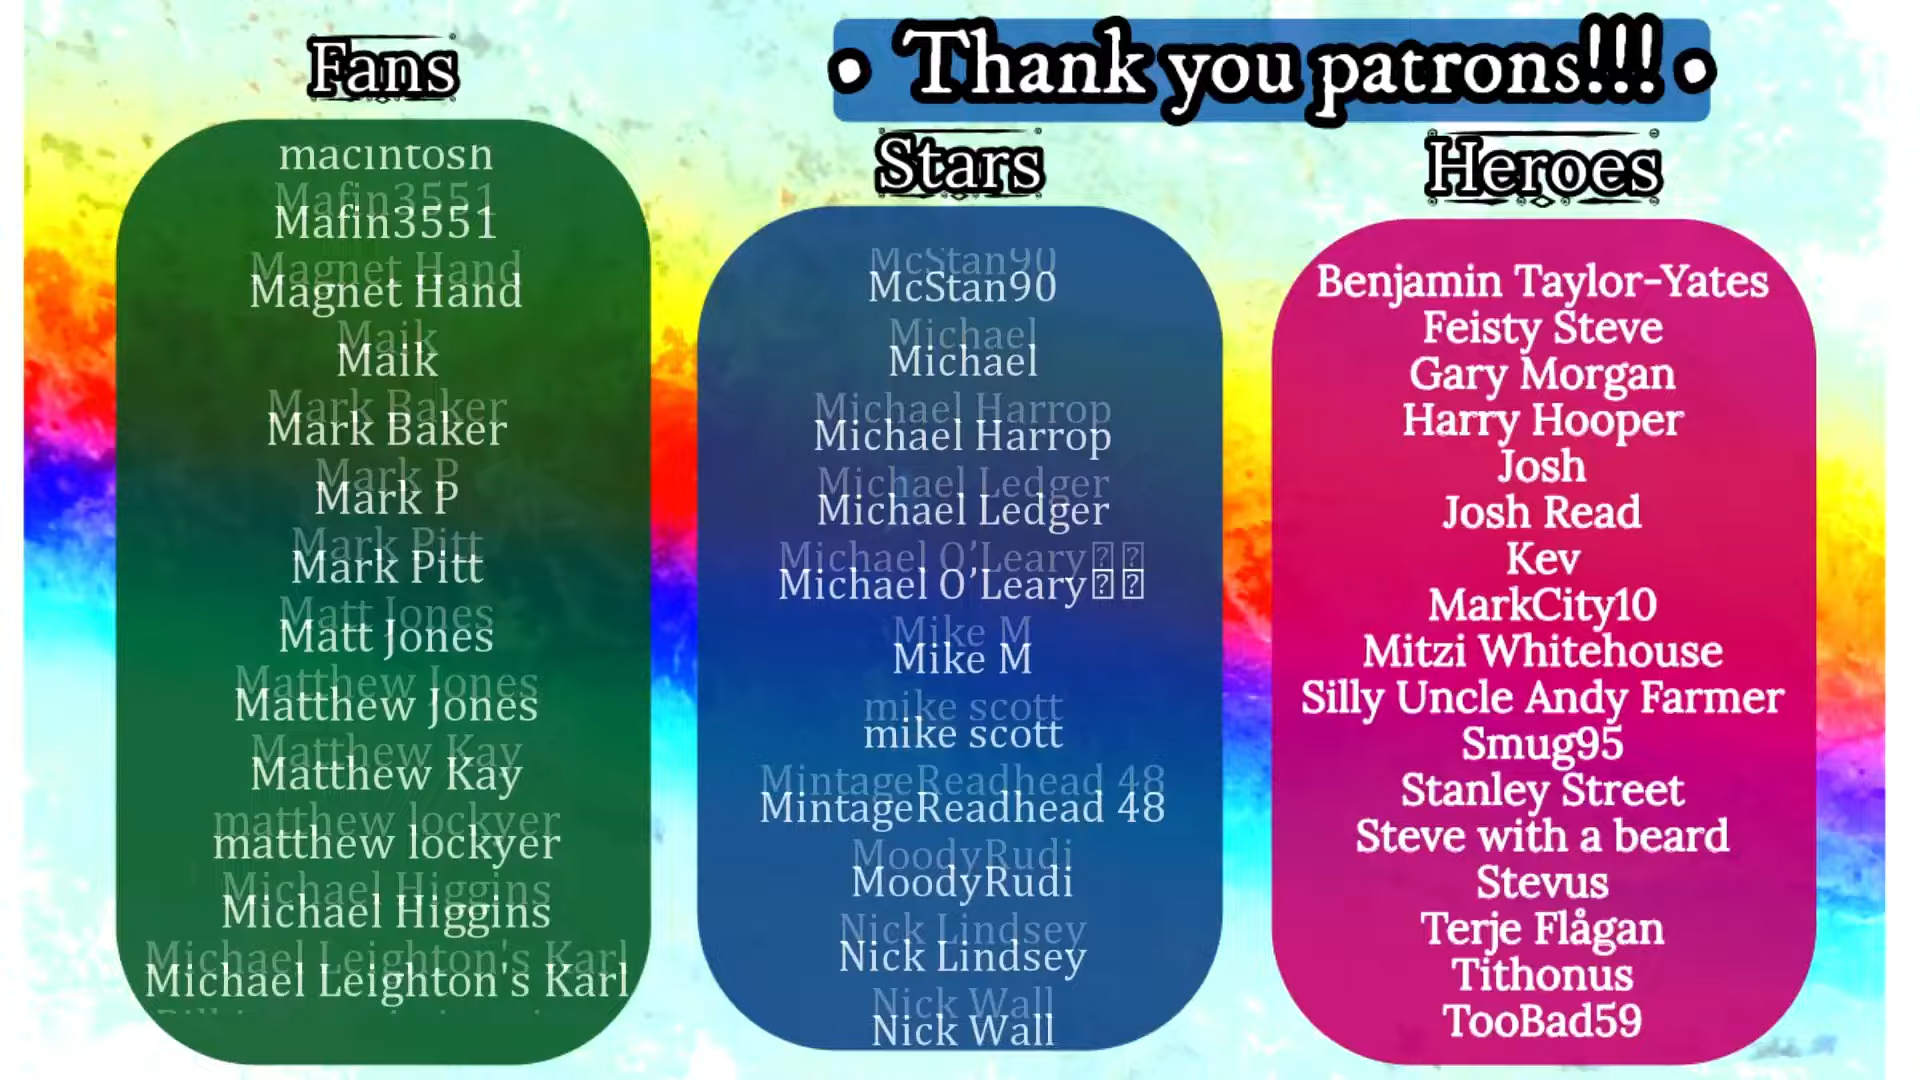 Fans
macintosh
Mafin3551
Magnet Hand
Maik
Mark Baker
Mark P
Mark Pitt
Matt Jones
Matthew Jones
Matthew Kay
matthew lockyer
Michael Higgins
Michael Leighton's Karl
• Thank you patrons!!! •
Stars
McStan90
Michael
Michael Harrop
Michael Ledger
Michael O’Leary
Mike M
mike scott
MintageReadhead 48
MoodyRudi
Nick Lindsey
Nick Wall
Heroes
Benjamin Taylor-Yates
Feisty Steve
Gary Morgan
Harry Hooper
Josh
Josh Read
Kev
MarkCity10
Mitzi Whitehouse
Silly Uncle Andy Farmer
Smug95
Stanley Street
Steve with a beard
Stevus
Terje Flågan
Tithonus
TooBad59